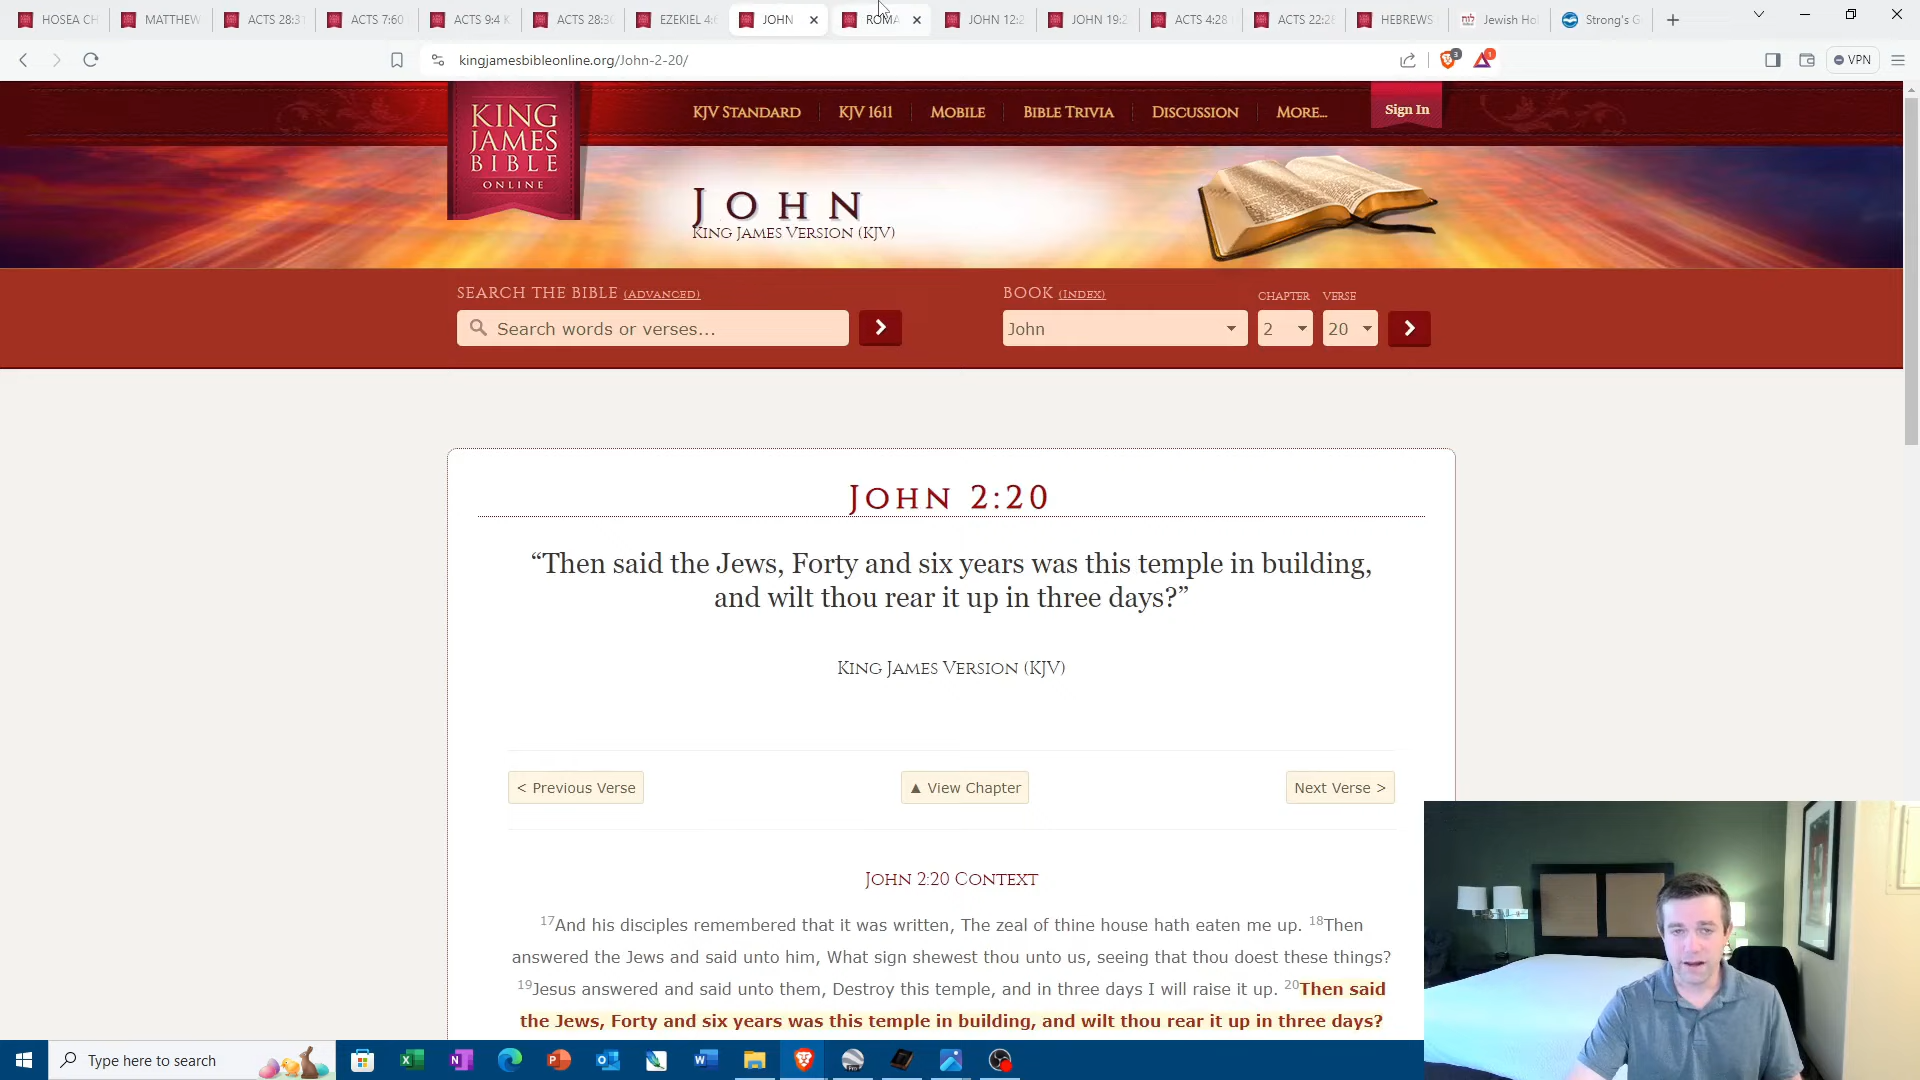 HOSEA CH
MATTHEW
ACTS 28:31
ACTS 7:60
ACTS 9:4 K
ACTS 28:30
EZEKIEL 4:6
JOHN
ROMA
JOHN 12:2
JOHN 19:2
ACTS 4:28
ACTS 22:28
HEBREWS
Jewish Hol
Strong's G
kingjamesbibleonline.org/John-2-20/
3
1
VPN
KING
JAMES
BIBLE
ONLINE
KJV STANDARD
KJV 1611
MOBILE
BIBLE TRIVIA
DISCUSSION
MORE...
Sign In
JOHN
KING JAMES VERSION (KJV)
SEARCH THE BIBLE (ADVANCED)
Search words or verses...
BOOK (INDEX)
CHAPTER
VERSE
John
2
20
JOHN 2:20
“Then said the Jews, Forty and six years was this temple in building,
and wilt thou rear it up in three days?”
KING JAMES VERSION (KJV)
< Previous Verse
▲ View Chapter
Next Verse >
JOHN 2:20 CONTEXT
17And his disciples remembered that it was written, The zeal of thine house hath eaten me up. 18Then
answered the Jews and said unto him, What sign shewest thou unto us, seeing that thou doest these things?
19Jesus answered and said unto them, Destroy this temple, and in three days I will raise it up. 20Then said
the Jews, Forty and six years was this temple in building, and wilt thou rear it up in three days?
Type here to search